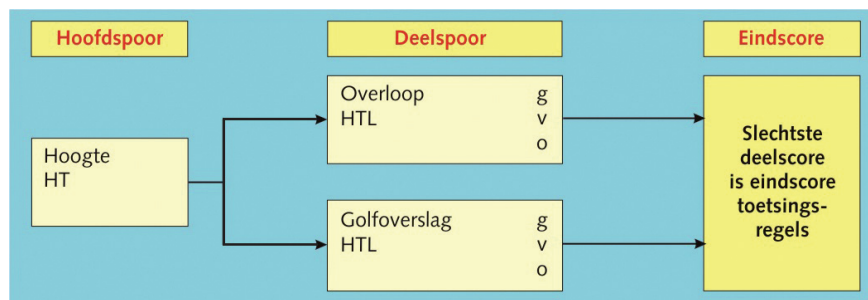 Hoofdspoor
Deelspoor
Eindscore
Hoogte
HT
Overloop g
HTL v
o
Golfoverslag g
HTL v
o
Slechtste
deelscore
is eindscore
toetsings-
regels